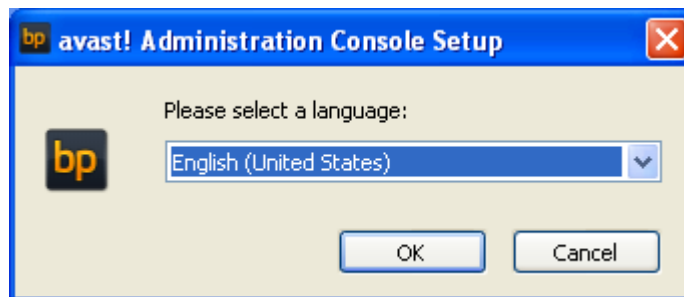 bp avast! Administration Console Setup
Please select a language:
bp
English (United States)
OK Cancel